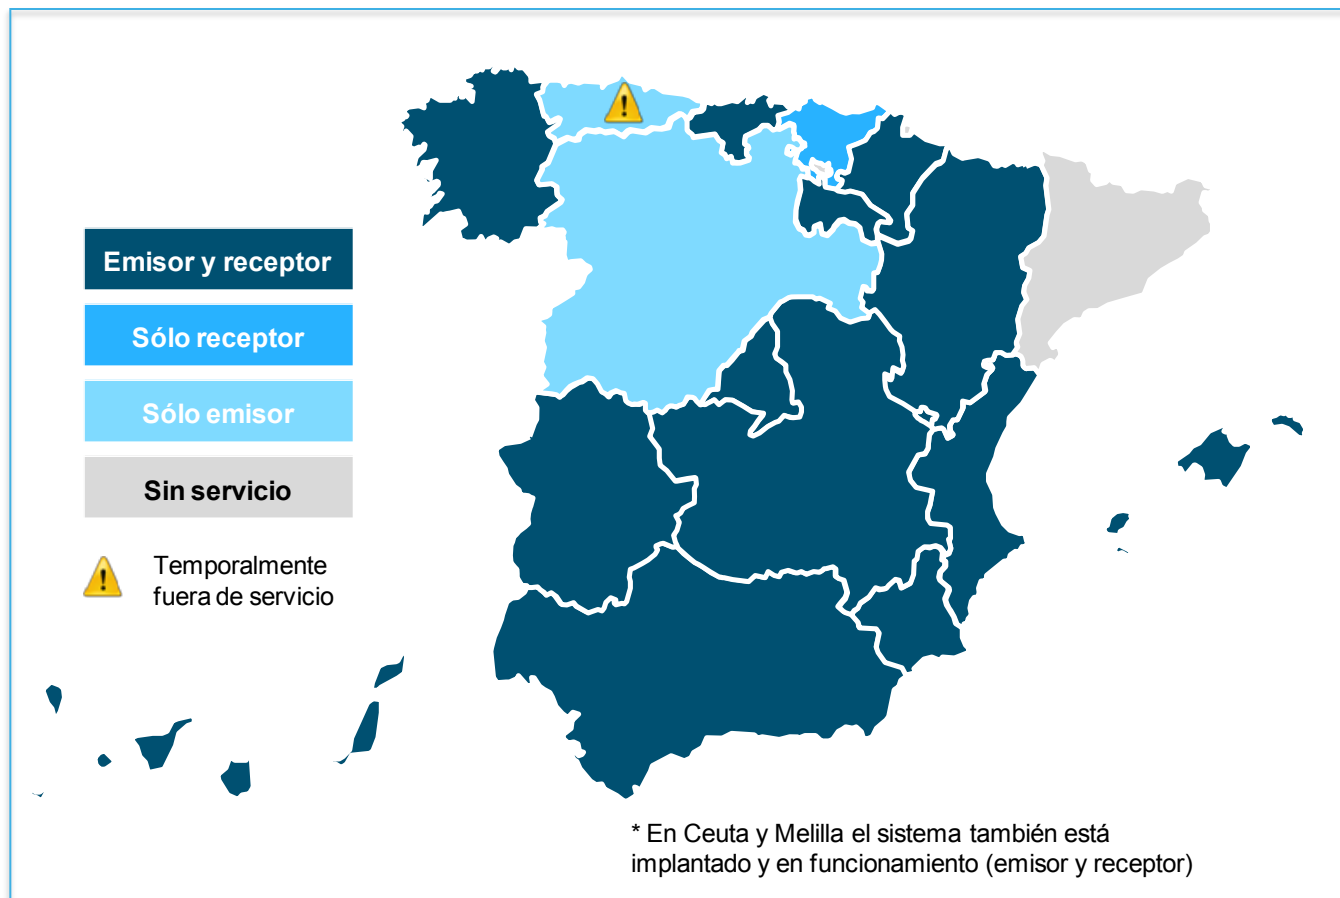 Emisor y receptor
Sólo receptor
Sólo emisor
Sin servicio
Temporalmente
fuera de servicio
* En Ceuta y Melilla el sistema también está
implantado y en funcionamiento (emisor y receptor)